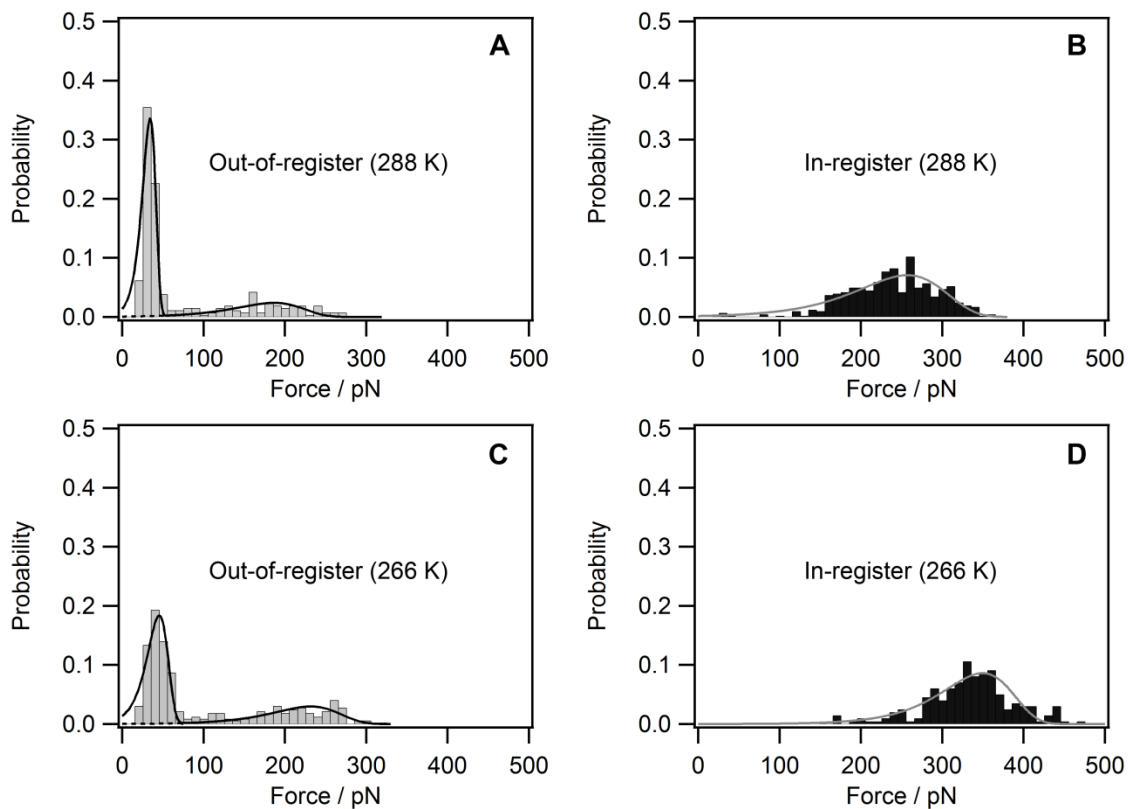 0.5
0.4
0.3
0.2
0.1
0.0
Probability
A
Out-of-register (288 K)
0 100 200 300 400 500
Force / pN
0.5
0.4
0.3
0.2
0.1
0.0
Probability
B
In-register (288 K)
0 100 200 300 400 500
Force / pN
0.5
0.4
0.3
0.2
0.1
0.0
Probability
C
Out-of-register (266 K)
0 100 200 300 400 500
Force / pN
0.5
0.4
0.3
0.2
0.1
0.0
Probability
D
In-register (266 K)
0 100 200 300 400 500
Force / pN